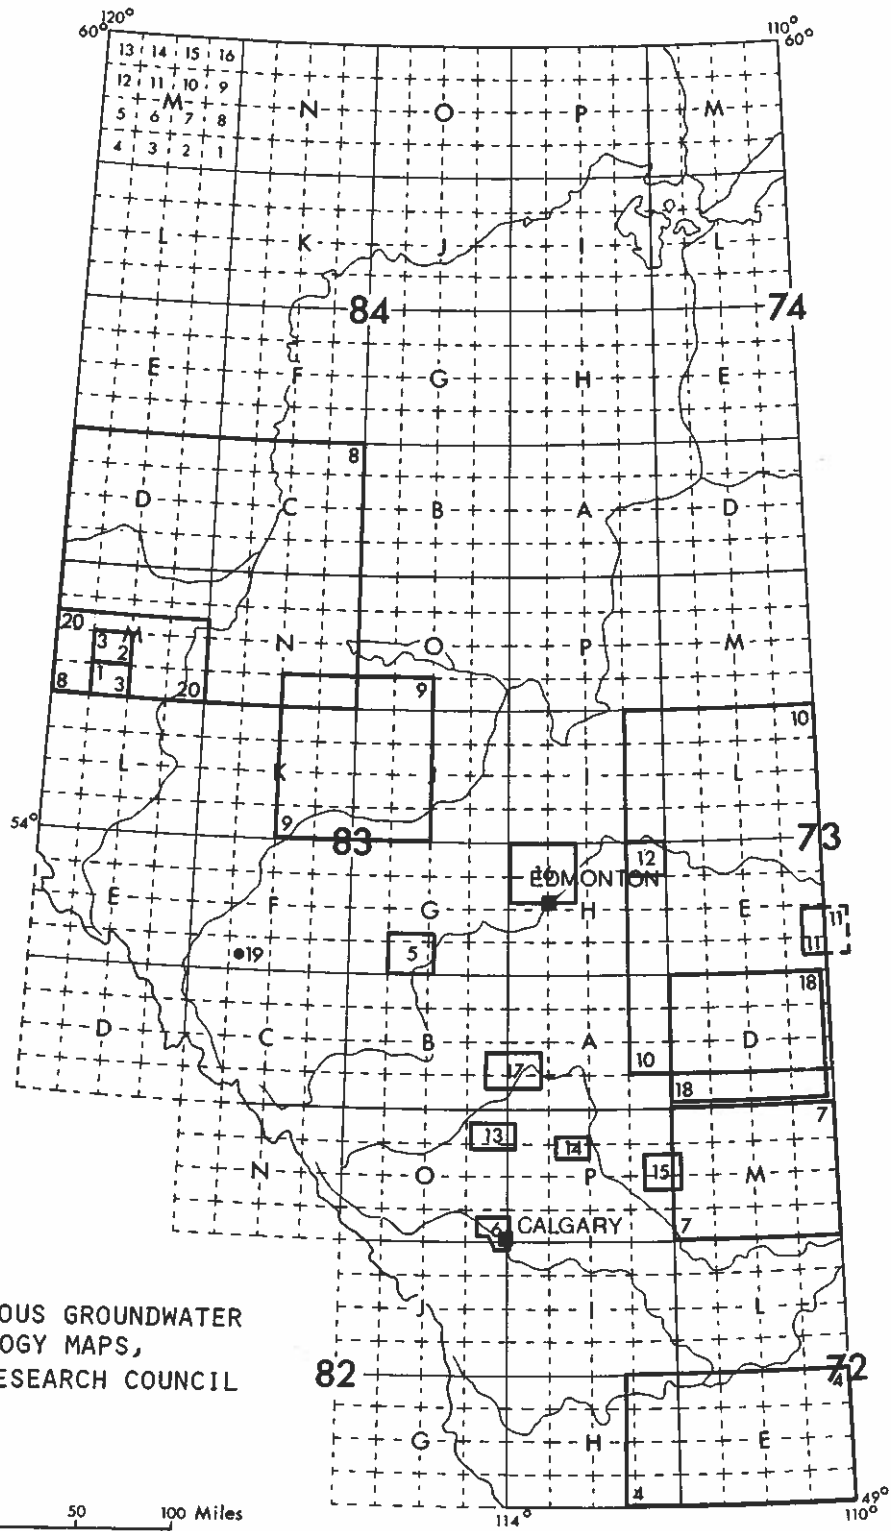 120° 110°
60° 60°
13 14 15 16
12 11 10 9
M N O P M
5 6 7 8
4 3 2 1
L K J I L
84 74
E F G H E
8
D C B A D
20
3 M N O P M
2
1
8 3 20 9
10
L K J I L
54° 9 83 73
12
EDMONTON
E F G H E 11
5 11
19
18
D C B A 10 D
17
18
7
13 14
N O P 15 M
6 CALGARY 7
J I L
OUS GROUNDWATER
OGY MAPS,
ESEARCH COUNCIL
82 72
4
G H E
4 49°
50 100 Miles 114° 110°